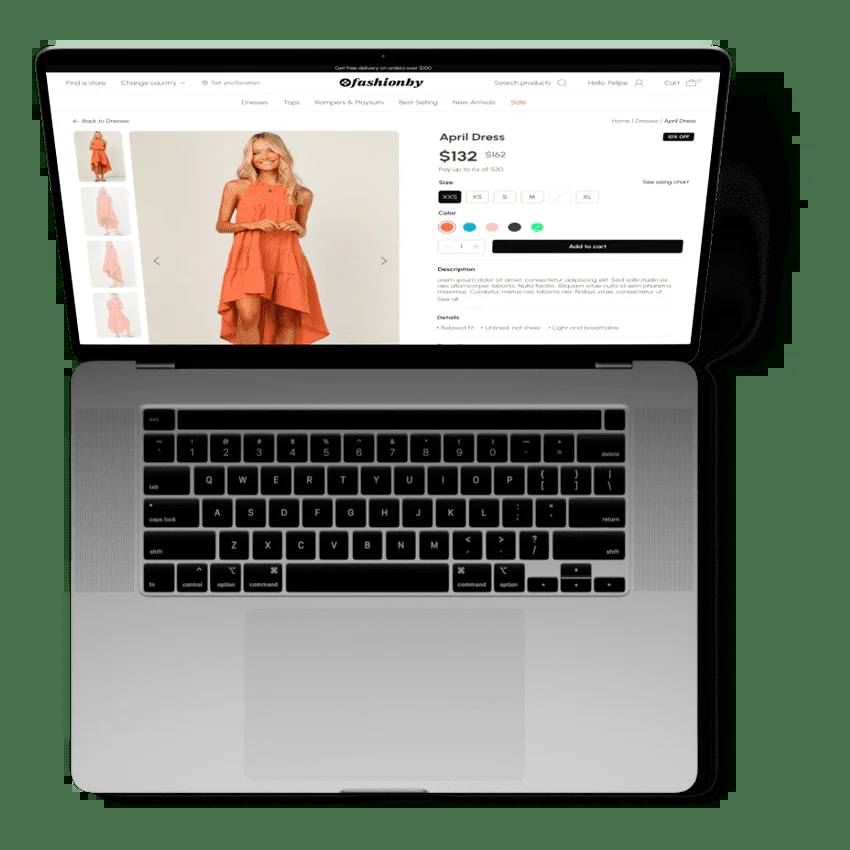 Get free delivery on orders over $100
Find a store Change country Set you location fashionby Search products Hello, Felipe Cart 0
Dresses Tops Rompers & Playsuits Best Selling New Arrivals Sale
← Back to Dresses Home | Dresses | April Dress
April Dress 10% OFF
$132 $162
Pay up to 6x of $30
Size See sizing chart
XXS XS S M XL
Color
— 1 + Add to cart
Description
orem ipsum dolor sit amet, consectetur adipiscing elit. Sed sollicitudin ex
nec ullamcorper lobortis. Nulla facilisi. Aliquam vitae nulla id sem pharetra
maximus. Curabitur metus nisl, lobortis nec finibus vitae, consectetur ut...
See all
Details
• Relaxed fit • Unlined, not sheer • Light and breathable
esc
~ ! @ # $ % ^ & * ( ) — +
` 1 2 3 4 5 6 7 8 9 0 - = delete
tab Q W E R T Y U I O P { [ } ] | \
caps lock A S D F G H J K L : ; " ' return
shift Z X C V B N M < , > . ? / shift
fn control option command command option